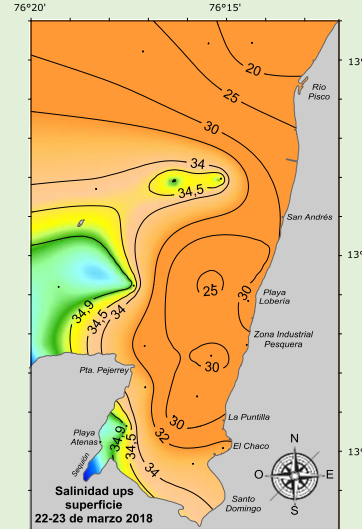 76°20' 76°15'
20
Río
Pisco
25
30
13°
34
34,5
San Andrés
13°
25
30
Playa
Lobería
34,9
34,5
34
Zona Industrial
Pesquera
30
Pta. Pejerrey
30
La Puntilla
32
Playa
Atenas
34,9
34,5
El Chaco
13°
Sequión
34
N
O E
S
Santo
Domingo
Salinidad ups
superficie
22-23 de marzo 2018